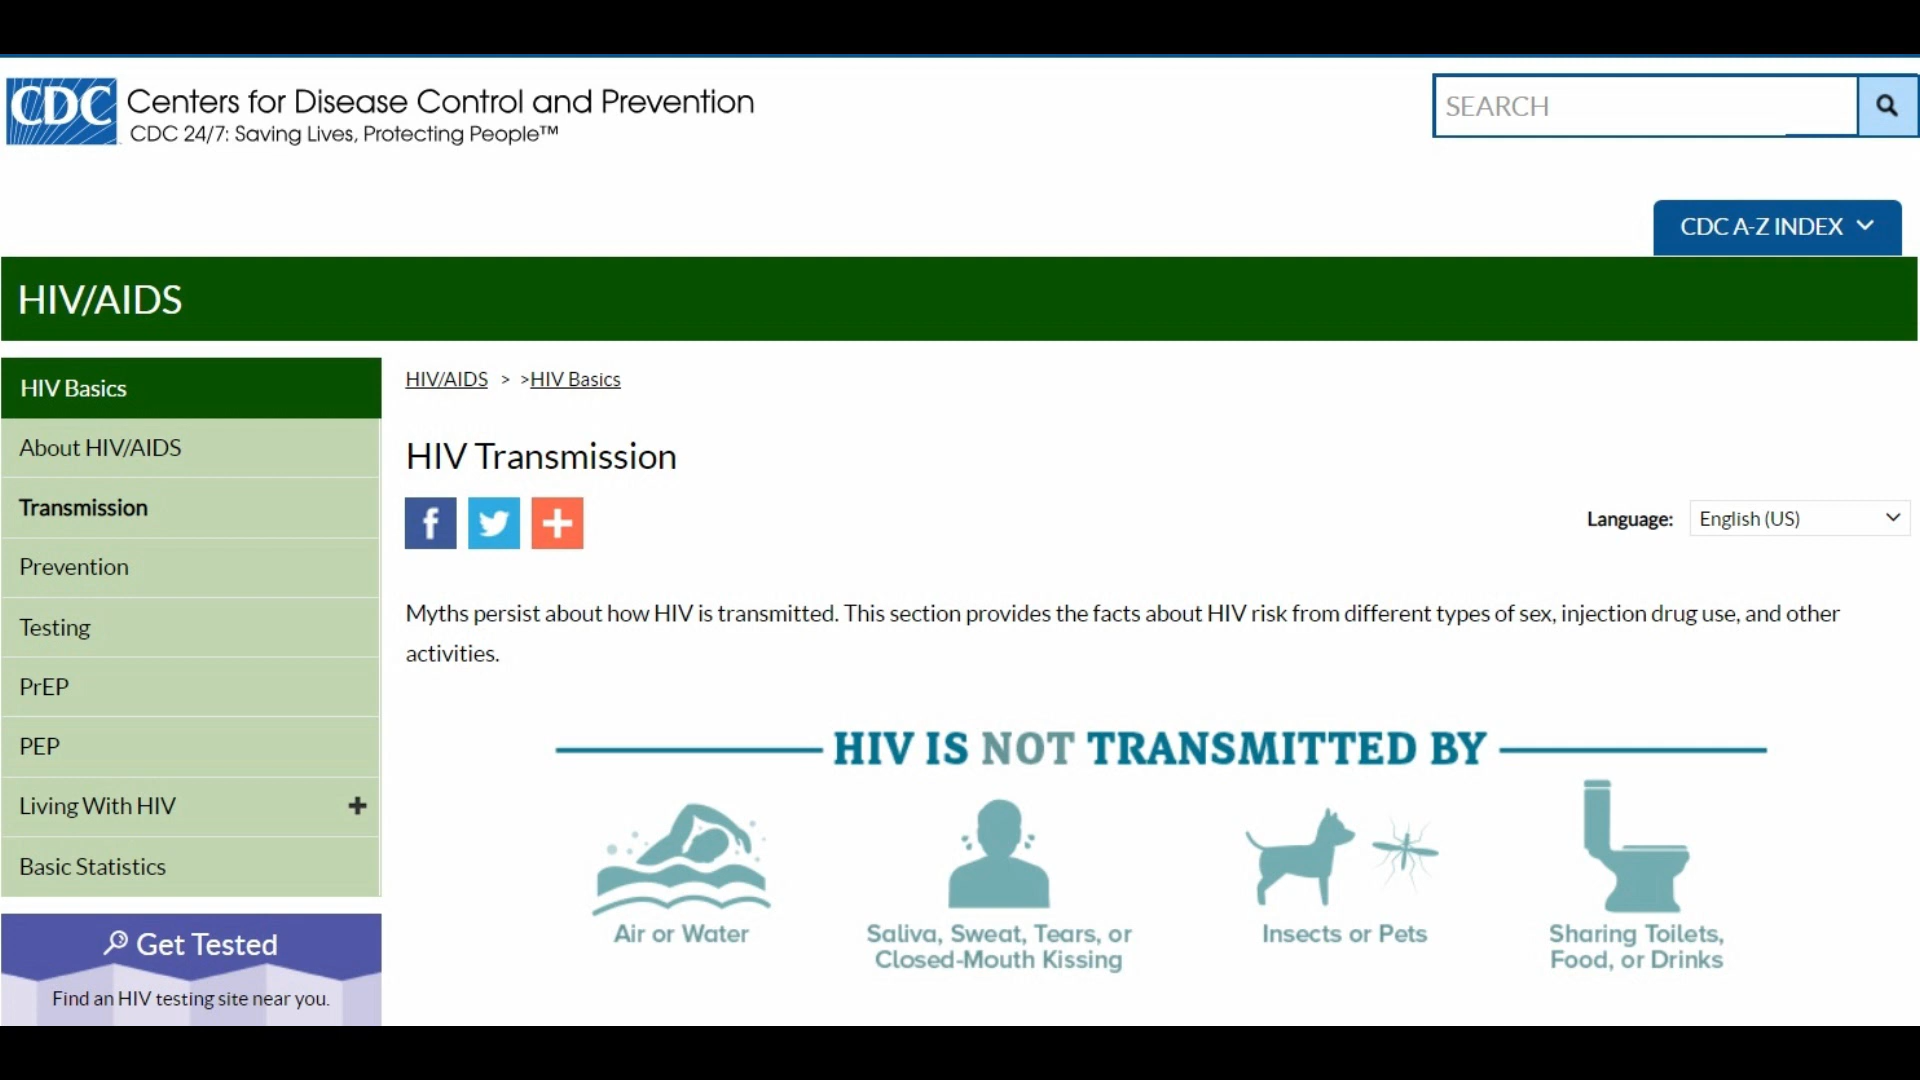 CDC Centers for Disease Control and Prevention
CDC 24/7: Saving Lives, Protecting People™
SEARCH
CDC A-Z INDEX
HIV/AIDS
HIV Basics
About HIV/AIDS
Transmission
Prevention
Testing
PrEP
PEP
Living With HIV
Basic Statistics
Get Tested
Find an HIV testing site near you.
HIV/AIDS > >HIV Basics
HIV Transmission
f
Language: English (US)
Myths persist about how HIV is transmitted. This section provides the facts about HIV risk from different types of sex, injection drug use, and other
activities.
HIV IS NOT TRANSMITTED BY
Air or Water
Saliva, Sweat, Tears, or
Closed-Mouth Kissing
Insects or Pets
Sharing Toilets,
Food, or Drinks